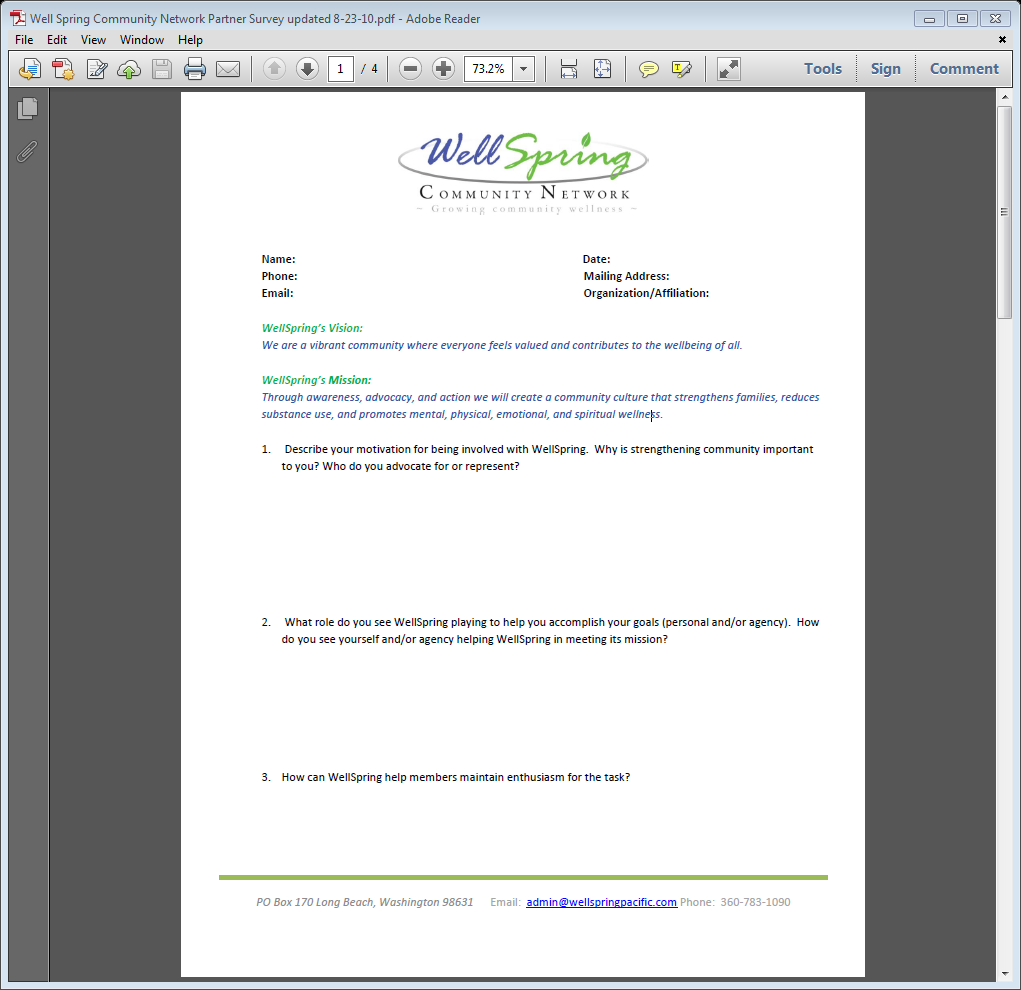 Well Spring Community Network Partner Survey updated 8-23-10.pdf - Adobe Reader
File Edit View Window Help
1 / 4 73.2% Tools Sign Comment
WellSpring
COMMUNITY NETWORK
~ Growing community wellness ~
Name: Date:
Phone: Mailing Address:
Email: Organization/Affiliation:
WellSpring's Vision:
We are a vibrant community where everyone feels valued and contributes to the wellbeing of all.
WellSpring's Mission:
Through awareness, advocacy, and action we will create a community culture that strengthens families, reduces
substance use, and promotes mental, physical, emotional, and spiritual wellness.
1. Describe your motivation for being involved with WellSpring. Why is strengthening community important
to you? Who do you advocate for or represent?
2. What role do you see WellSpring playing to help you accomplish your goals (personal and/or agency). How
do you see yourself and/or agency helping WellSpring in meeting its mission?
3. How can WellSpring help members maintain enthusiasm for the task?
PO Box 170 Long Beach, Washington 98631 Email: admin@wellspringpacific.com Phone: 360-783-1090